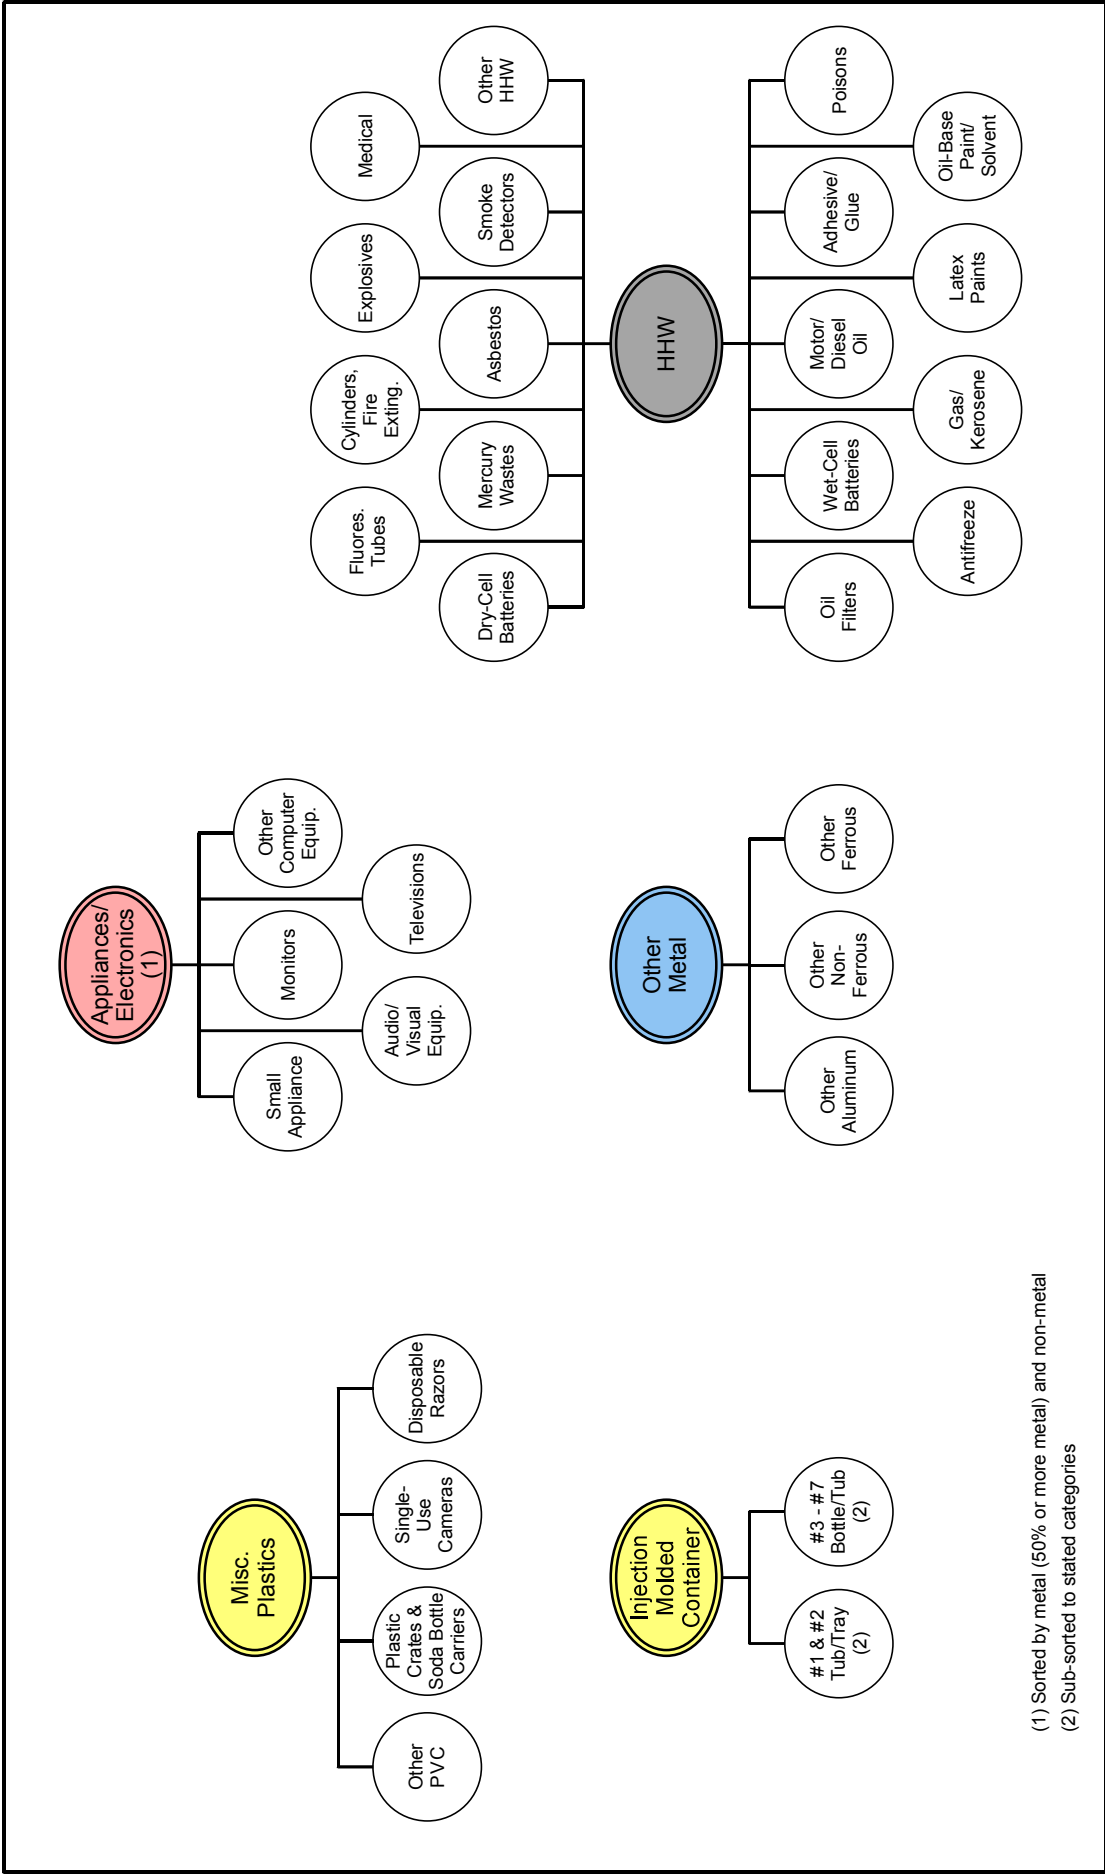 Misc.
Plastics
Other
PVC
Plastic
Crates &
Soda Bottle
Carriers
Single-
Use
Cameras
Disposable
Razors
Appliances/
Electronics
(1)
Small
Appliance
Audio/
Visual
Equip.
Monitors
Televisions
Other
Computer
Equip.
Fluores.
Tubes
Cylinders,
Fire
Exting.
Explosives
Medical
Dry-Cell
Batteries
Mercury
Wastes
Asbestos
Smoke
Detectors
Other
HHW
HHW
Oil
Filters
Wet-Cell
Batteries
Motor/
Diesel
Oil
Adhesive/
Glue
Poisons
Antifreeze
Gas/
Kerosene
Latex
Paints
Oil-Base
Paint/
Solvent
Injection
Molded
Container
#1 & #2
Tub/Tray
(2)
#3 - #7
Bottle/Tub
(2)
Other
Metal
Other
Aluminum
Other
Non-
Ferrous
Other
Ferrous
(1) Sorted by metal (50% or more metal) and non-metal
(2) Sub-sorted to stated categories